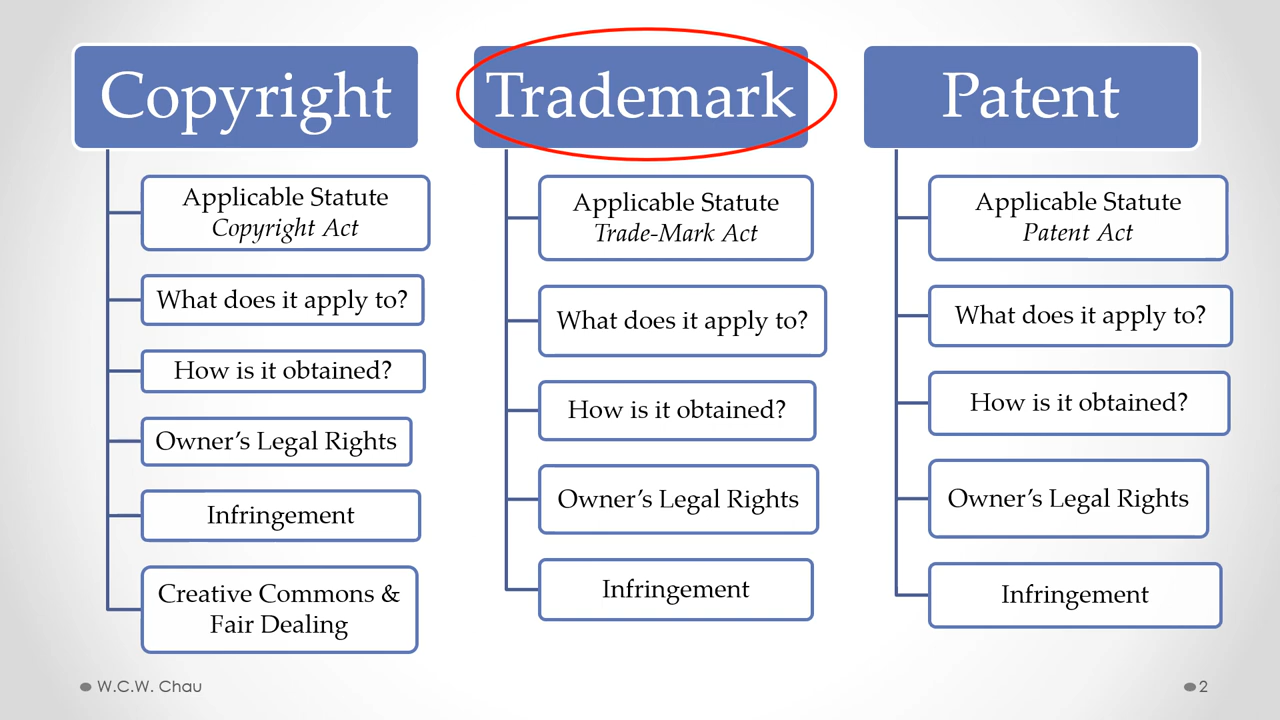 Copyright
Applicable Statute
Copyright Act
What does it apply to?
How is it obtained?
Owner's Legal Rights
Infringement
Creative Commons &
Fair Dealing
Trademark
Applicable Statute
Trade-Mark Act
What does it apply to?
How is it obtained?
Owner's Legal Rights
Infringement
Patent
Applicable Statute
Patent Act
What does it apply to?
How is it obtained?
Owner's Legal Rights
Infringement
W.C.W. Chau
2